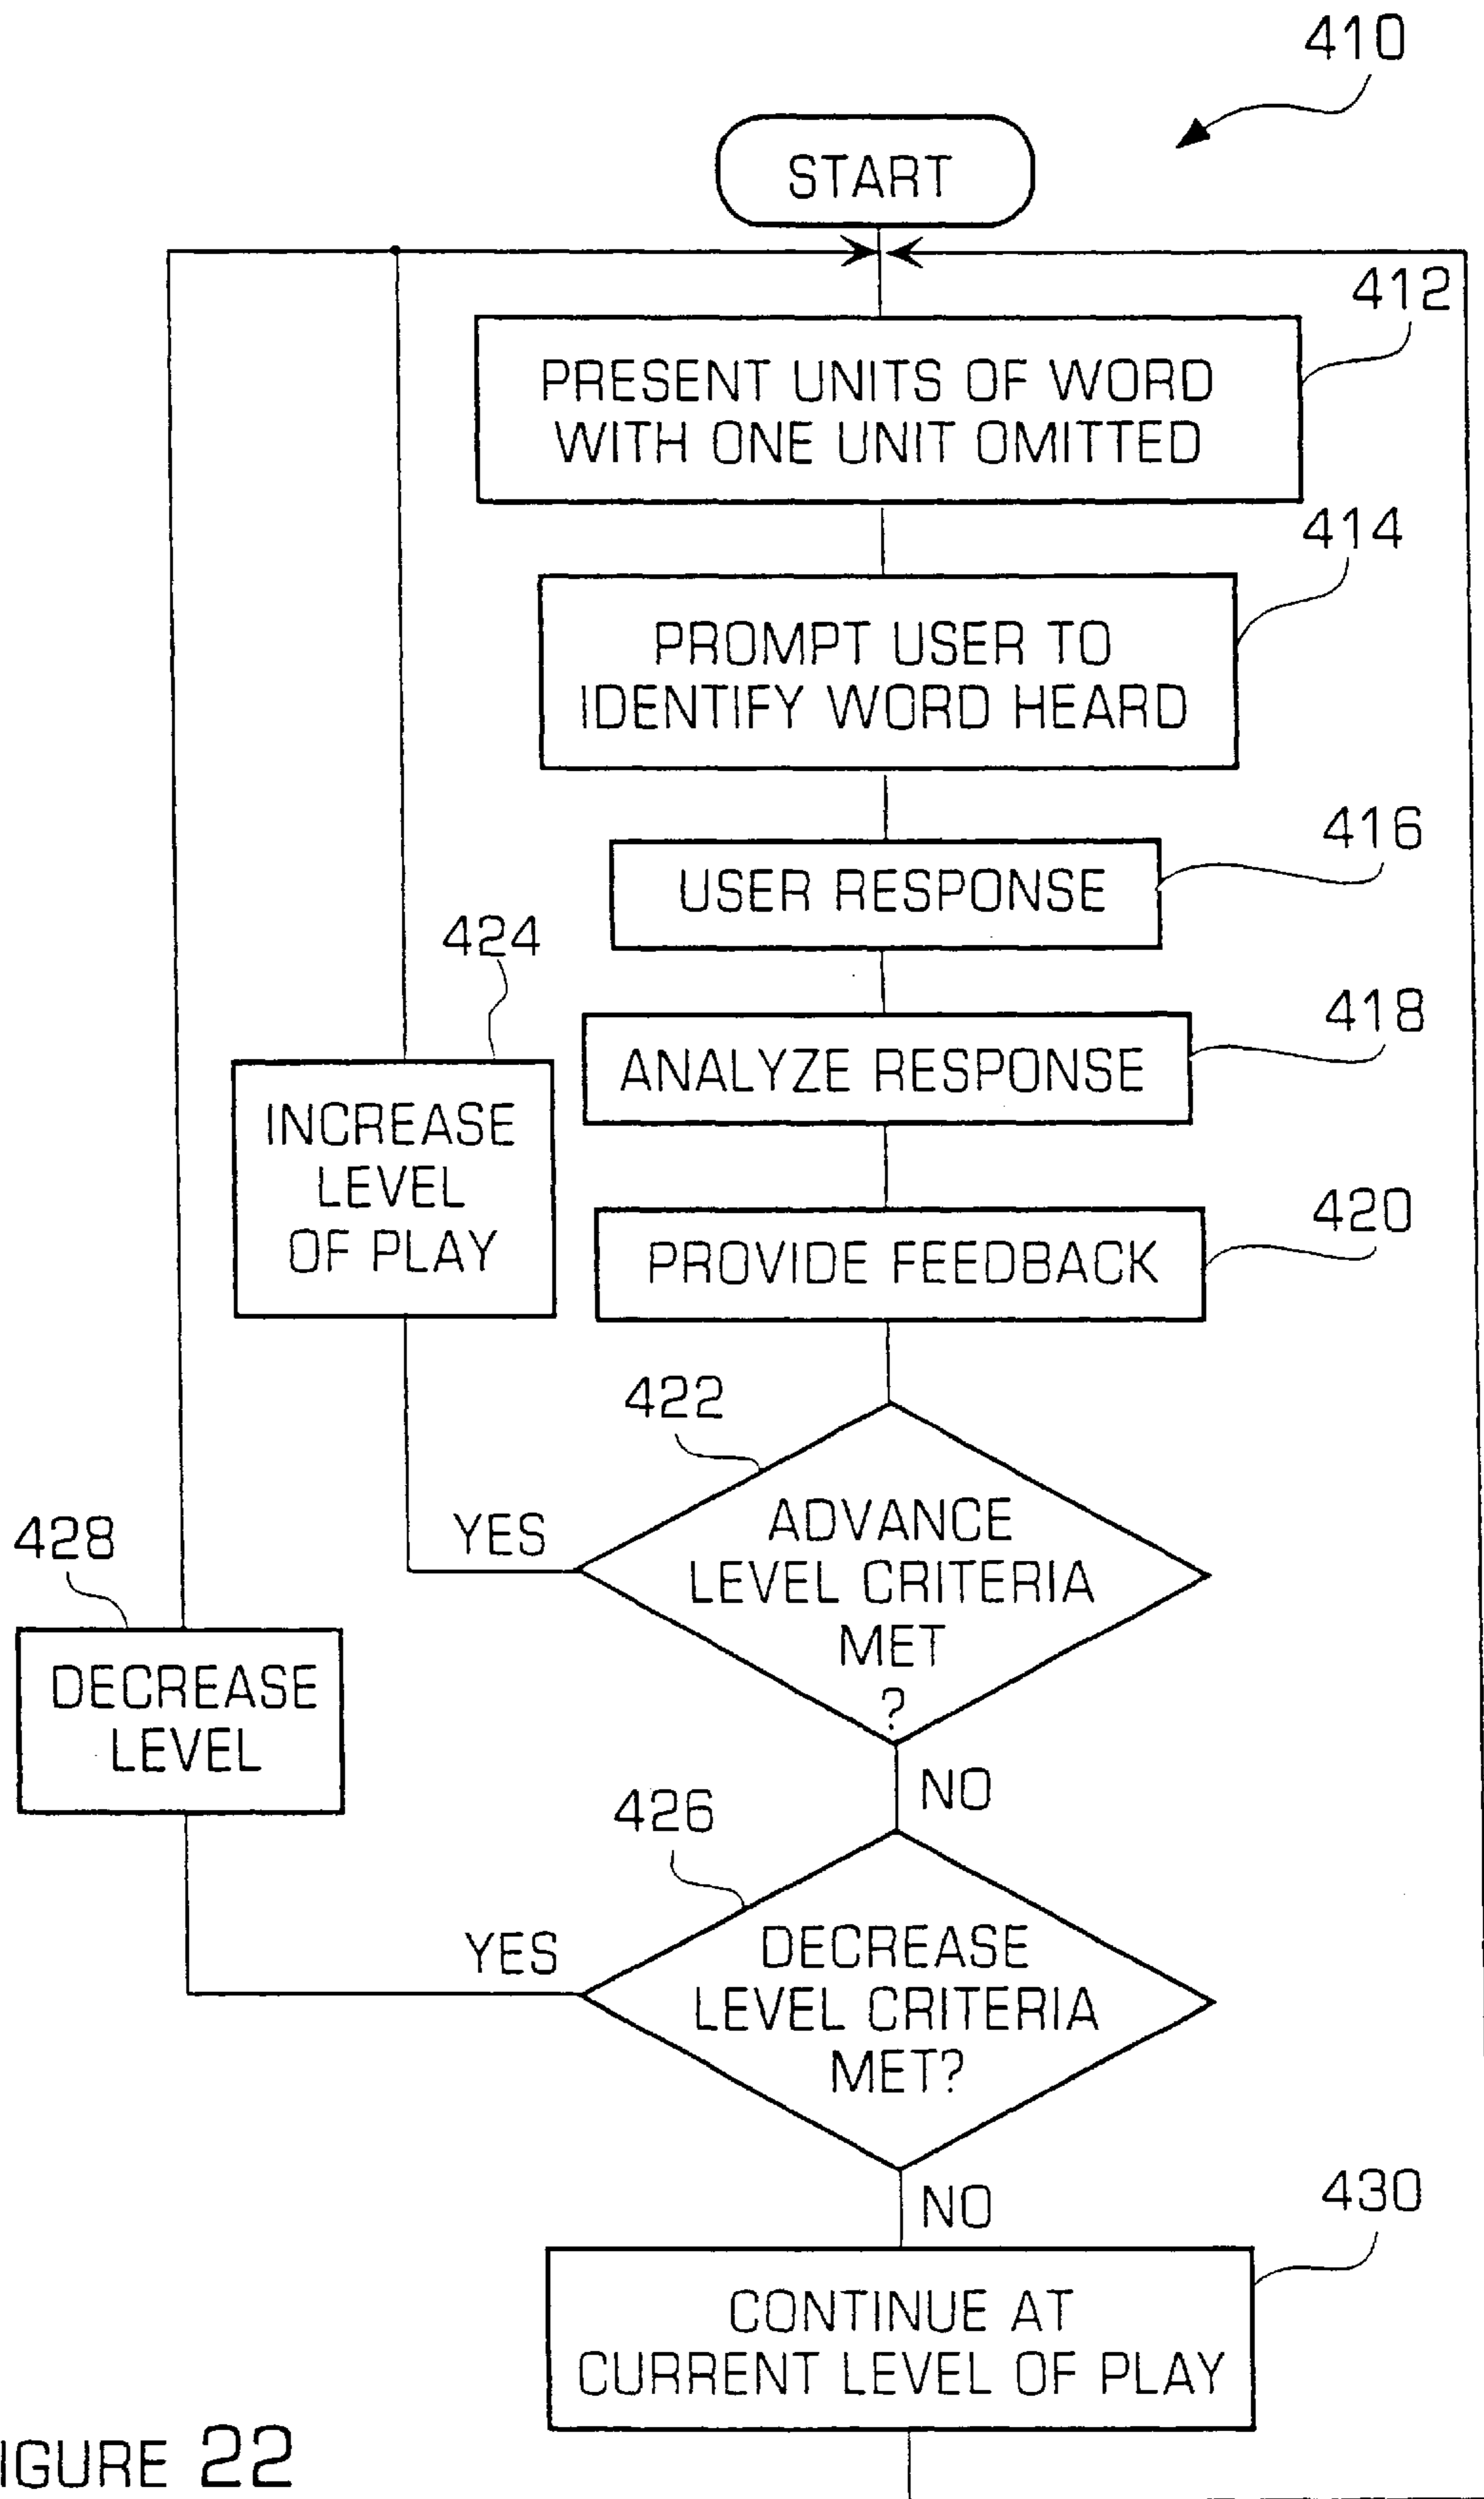 410
START
412
PRESENT UNITS OF WORD
WITH ONE UNIT OMITTED
414
PROMPT USER TO
IDENTIFY WORD HEARD
416
USER RESPONSE
424
418
ANALYZE RESPONSE
INCREASE
LEVEL
OF PLAY
420
PROVIDE FEEDBACK
422
ADVANCE
LEVEL CRITERIA
MET
?
YES
428
DECREASE
LEVEL
NO
426
DECREASE
LEVEL CRITERIA
MET?
YES
NO
430
CONTINUE AT
CURRENT LEVEL OF PLAY
IGURE 22